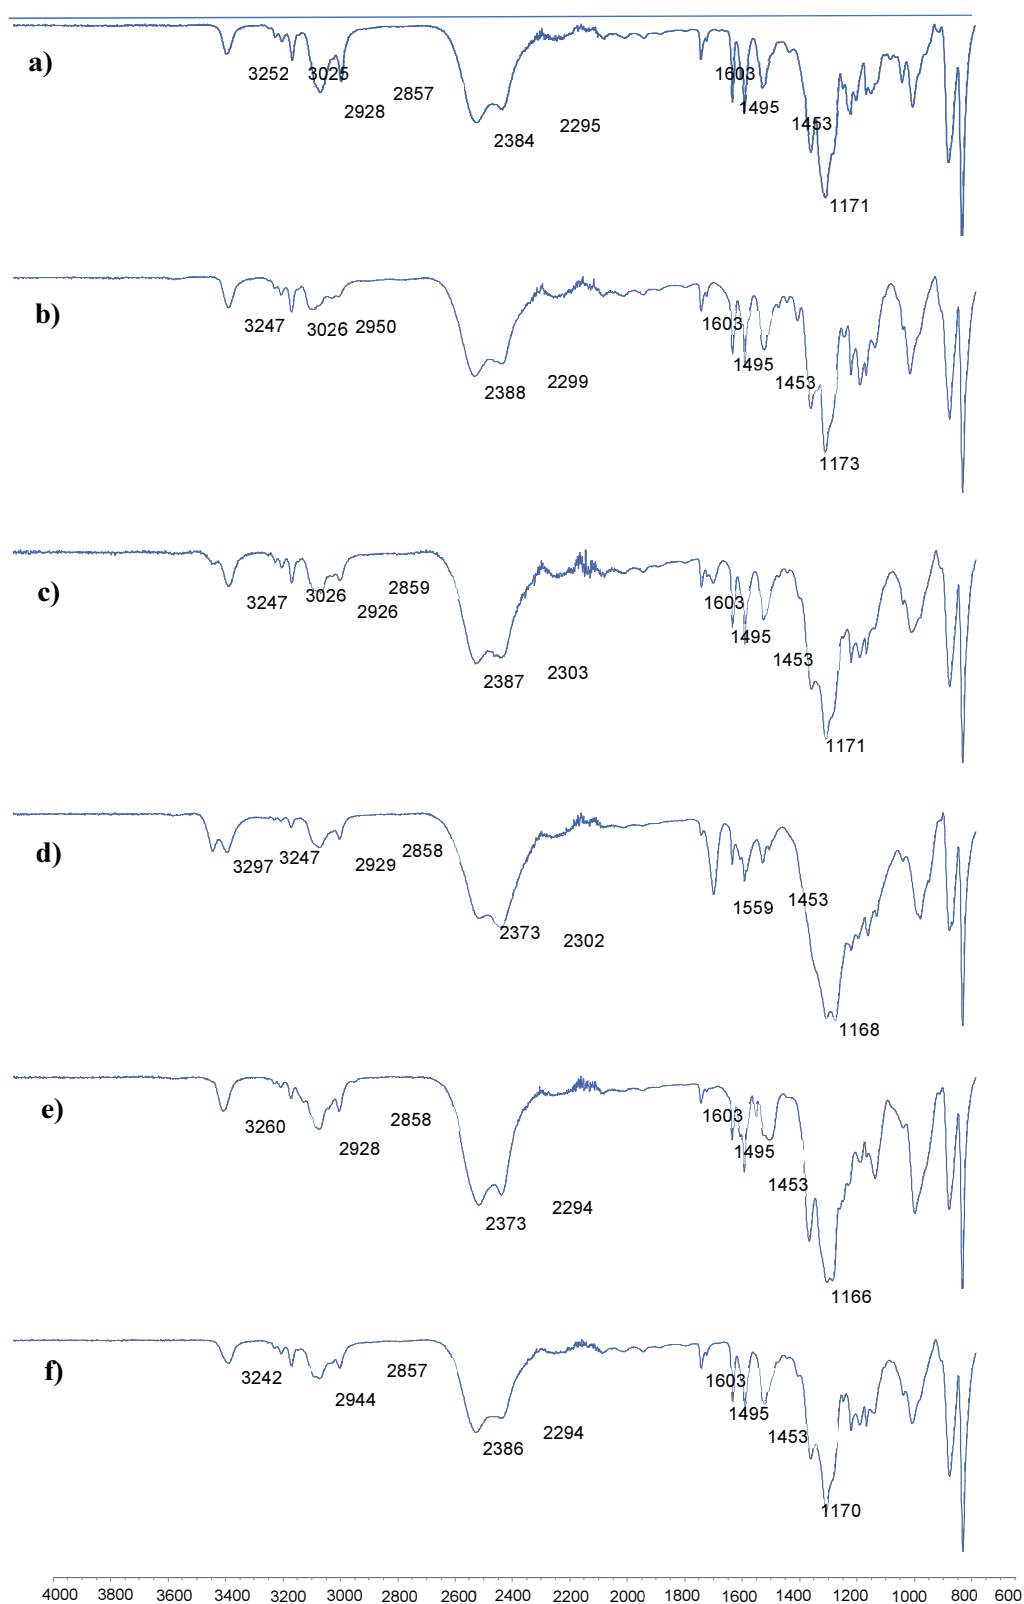 a)
3252 3025 2928 2857 2384 2295 1603 1495 1453 1171
b)
3247 3026 2950 2388 2299 1603 1495 1453 1173
c)
3247 3026 2926 2859 2387 2303 1603 1495 1453 1171
d)
3297 3247 2929 2858 2373 2302 1559 1453 1168
e)
3260 2928 2858 2373 2294 1603 1495 1453 1166
f)
3242 2944 2857 2386 2294 1603 1495 1453 1170
4000 3800 3600 3400 3200 3000 2800 2600 2400 2200 2000 1800 1600 1400 1200 1000 800 600